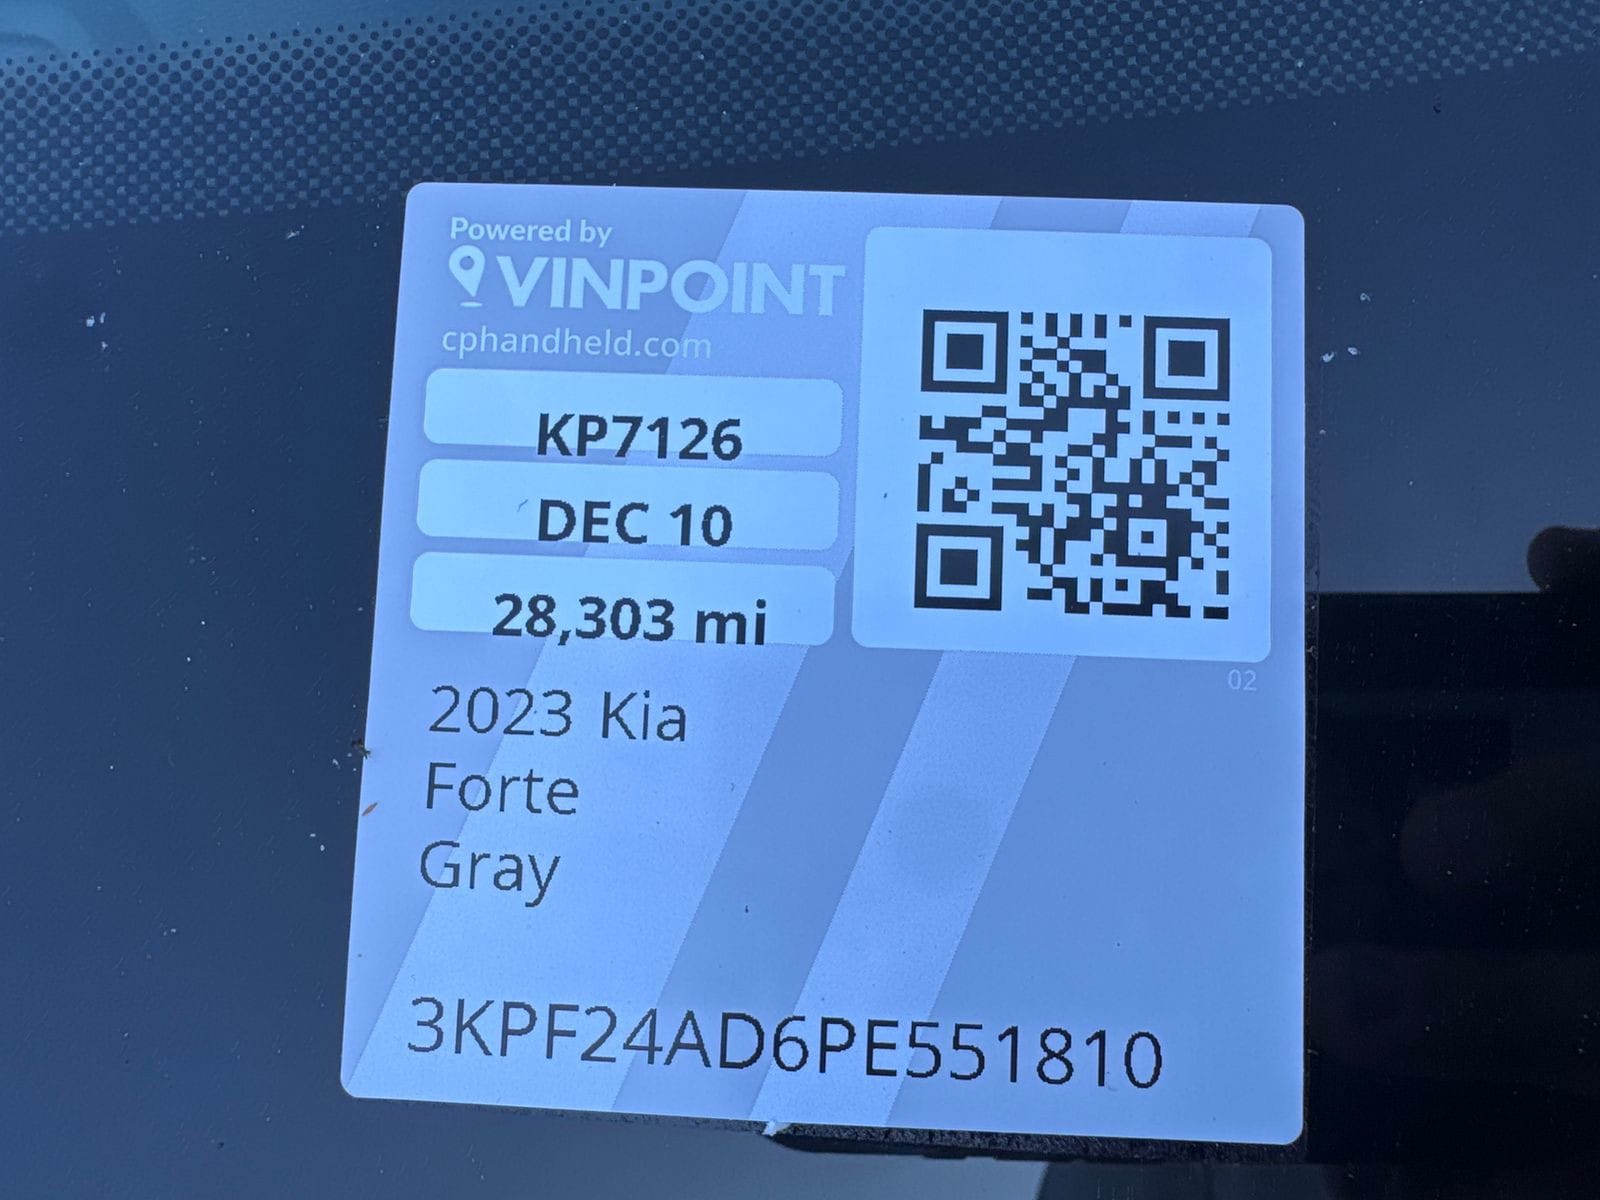 Powered by
VINPOINT
cphandheld.com
KP7126
DEC 10
28,303 mi
02
2023 Kia
Forte
Gray
3KPF24AD6PE551810